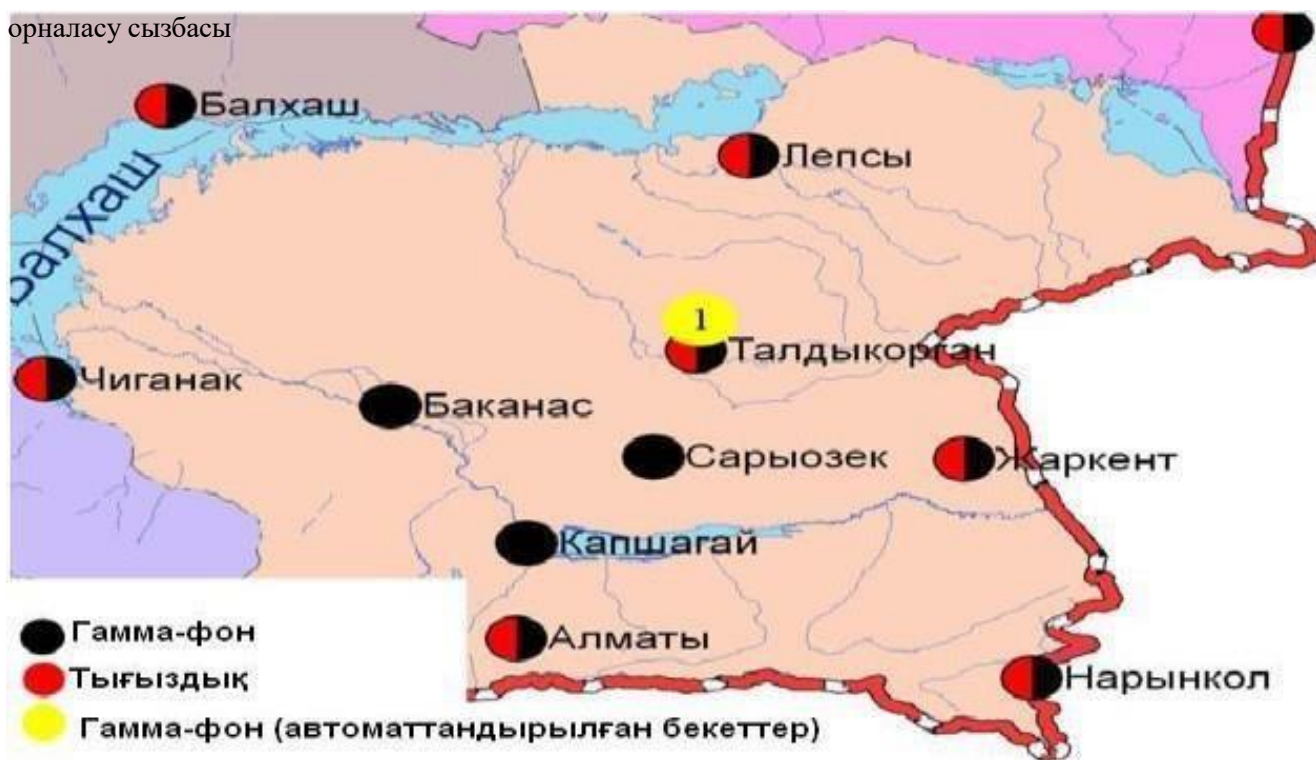 орналасу сызбасы
Балхаш
Лепсы
Балхаш
1
Талдыкорган
Чиганак
Баканас
Сарыозек
Жаркент
Капшагай
Алматы
Нарынкол
Гамма-фон
Тығыздық
Гамма-фон (автоматтандырылған бекеттер)